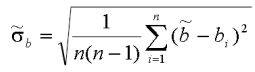 σ̃_b = √( 1 / n(n-1) ∑_{i=1}^{n} (b̃ - b_i)² )